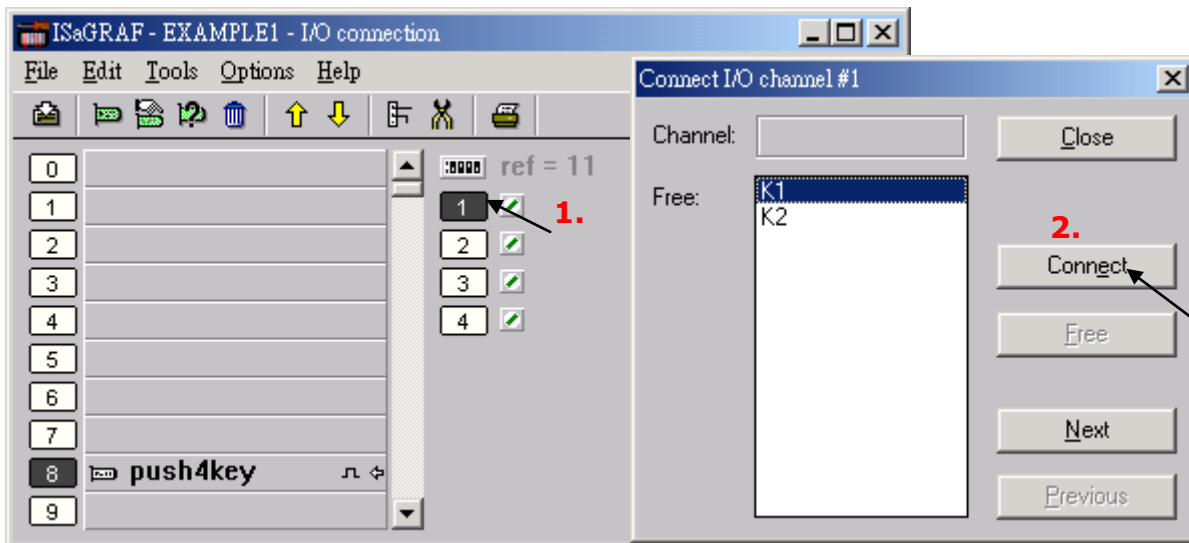 ISaGRAF - EXAMPLE1 - I/O connection
File Edit Tools Options Help
0
1
2
3
4
5
6
7
8 push4key
9
ref = 11
1 1.
2
3
4
Connect I/O channel #1
Channel:
Close
Free:
K1
K2
2.
Connect
Free
Next
Previous